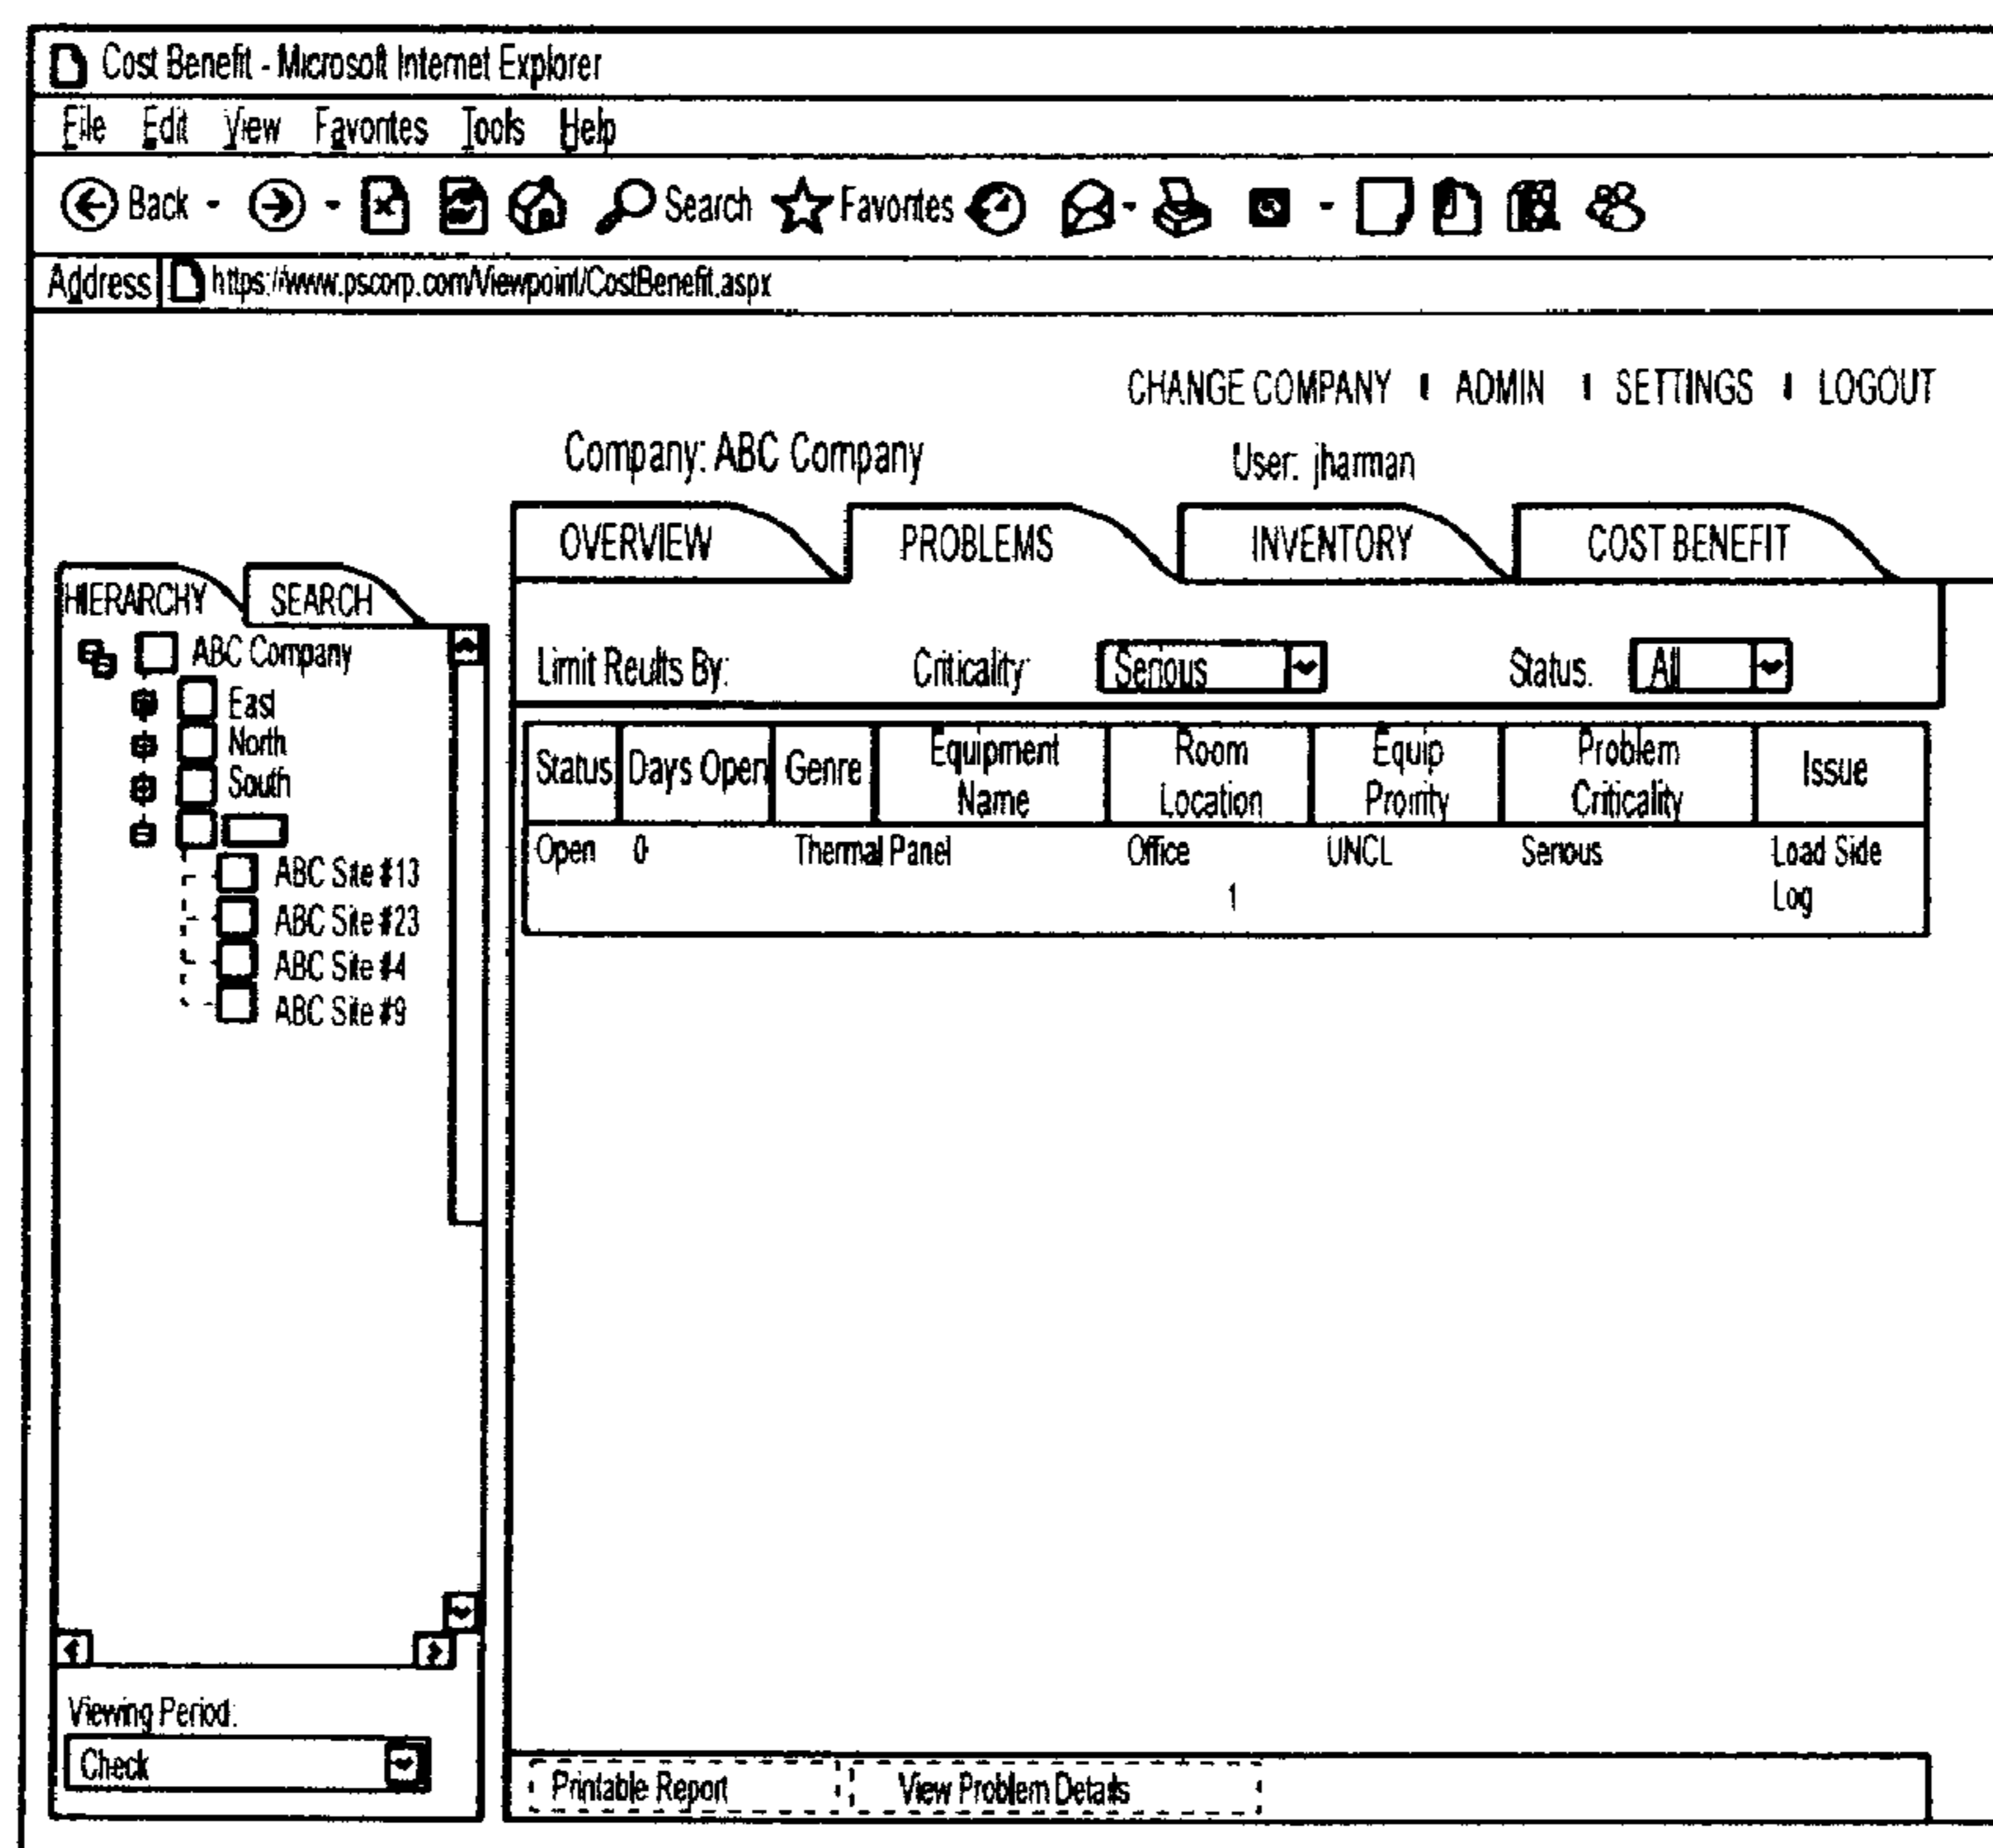 Cost Benefit - Microsoft Internet Explorer
File Edit View Favorites Tools Help
Back - - Search Favorites - -
Address https://www.pscorp.com/Viewpoint/CostBenefit.aspx
CHANGE COMPANY | ADMIN | SETTINGS | LOGOUT
Company: ABC Company User: jharman
OVERVIEW PROBLEMS INVENTORY COST BENEFIT
HIERARCHY SEARCH
ABC Company
East
North
South
ABC Site #13
ABC Site #23
ABC Site #4
ABC Site #9
Limit Reults By: Criticality: Serious Status: All
Status Days Open Genre Equipment Name Room Location Equip Proirity Problem Criticality Issue
Open 0 Thermal Panel Office UNCL Serious Load Side
1 Log
Viewing Period:
Check
Printable Report View Problem Details